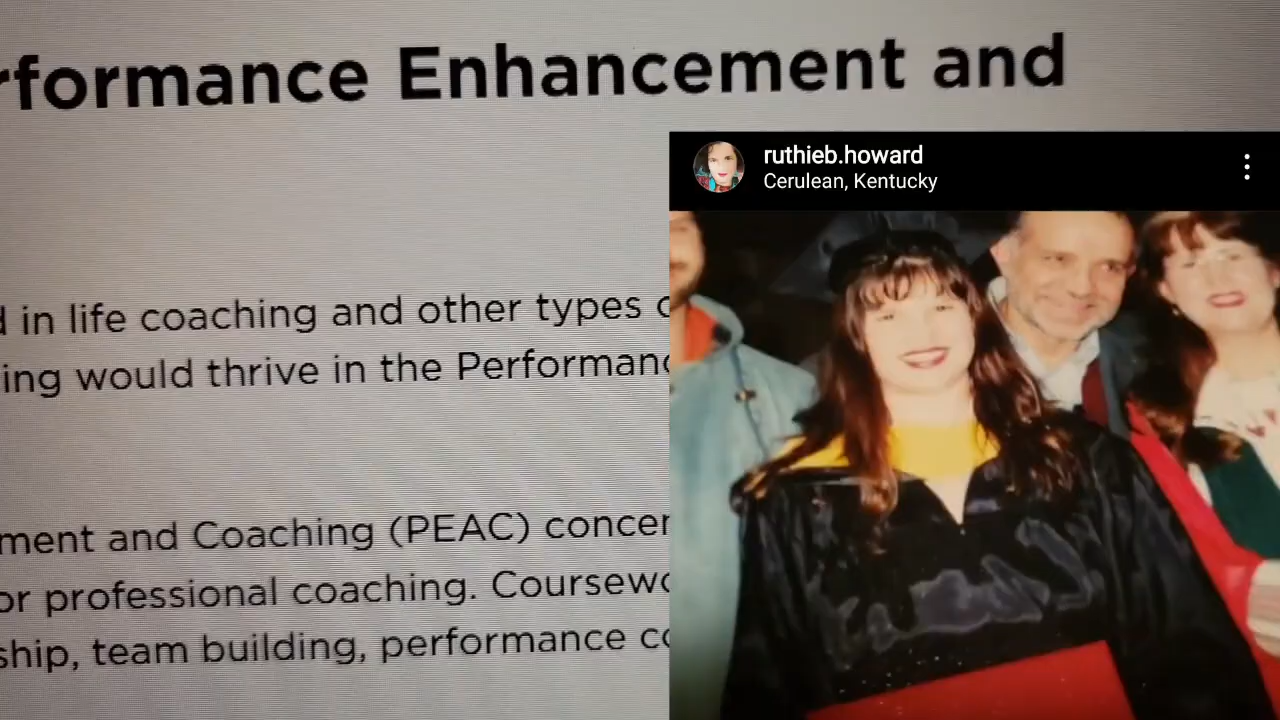 rformance Enhancement and
ruthieb.howard
Cerulean, Kentucky
in life coaching and other types
ing would thrive in the Performanc
ment and Coaching (PEAC) concer
or professional coaching. Coursewo
ship, team building, performance co